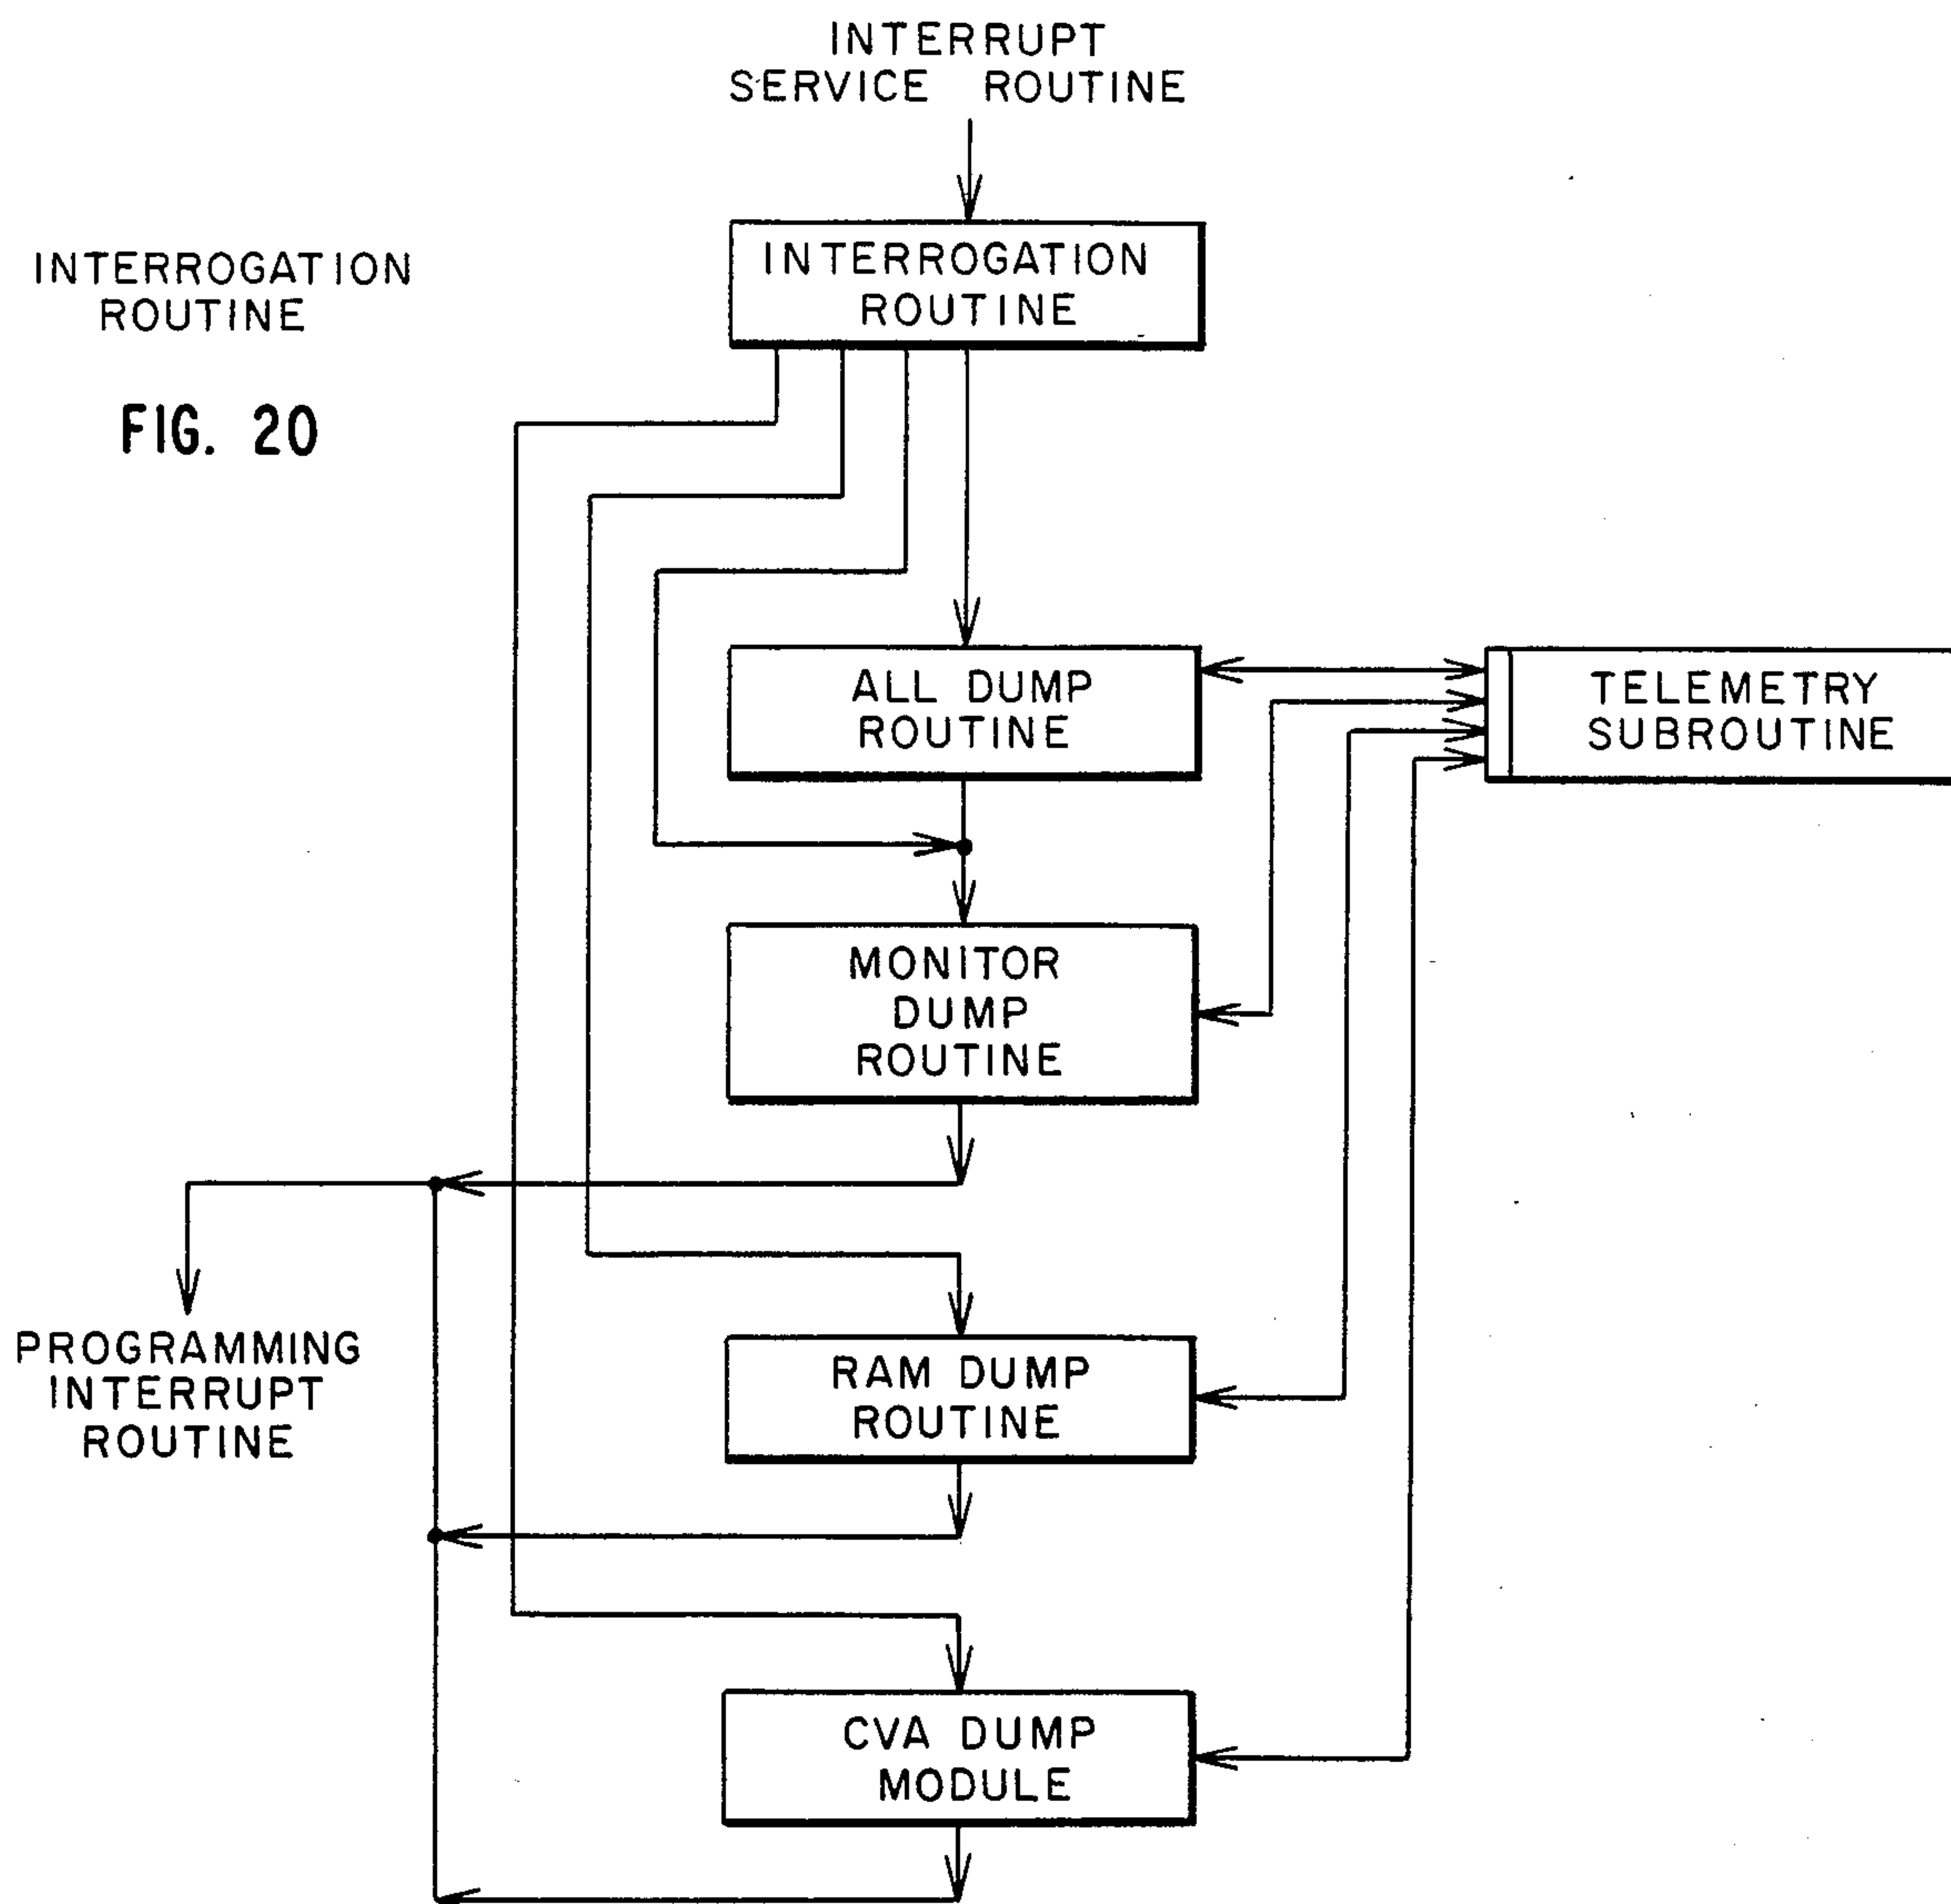 INTERRUPT
SERVICE ROUTINE
INTERROGATION
ROUTINE
FIG. 20
INTERROGATION
ROUTINE
ALL DUMP
ROUTINE
TELEMETRY
SUBROUTINE
MONITOR
DUMP
ROUTINE
PROGRAMMING
INTERRUPT
ROUTINE
RAM DUMP
ROUTINE
CVA DUMP
MODULE